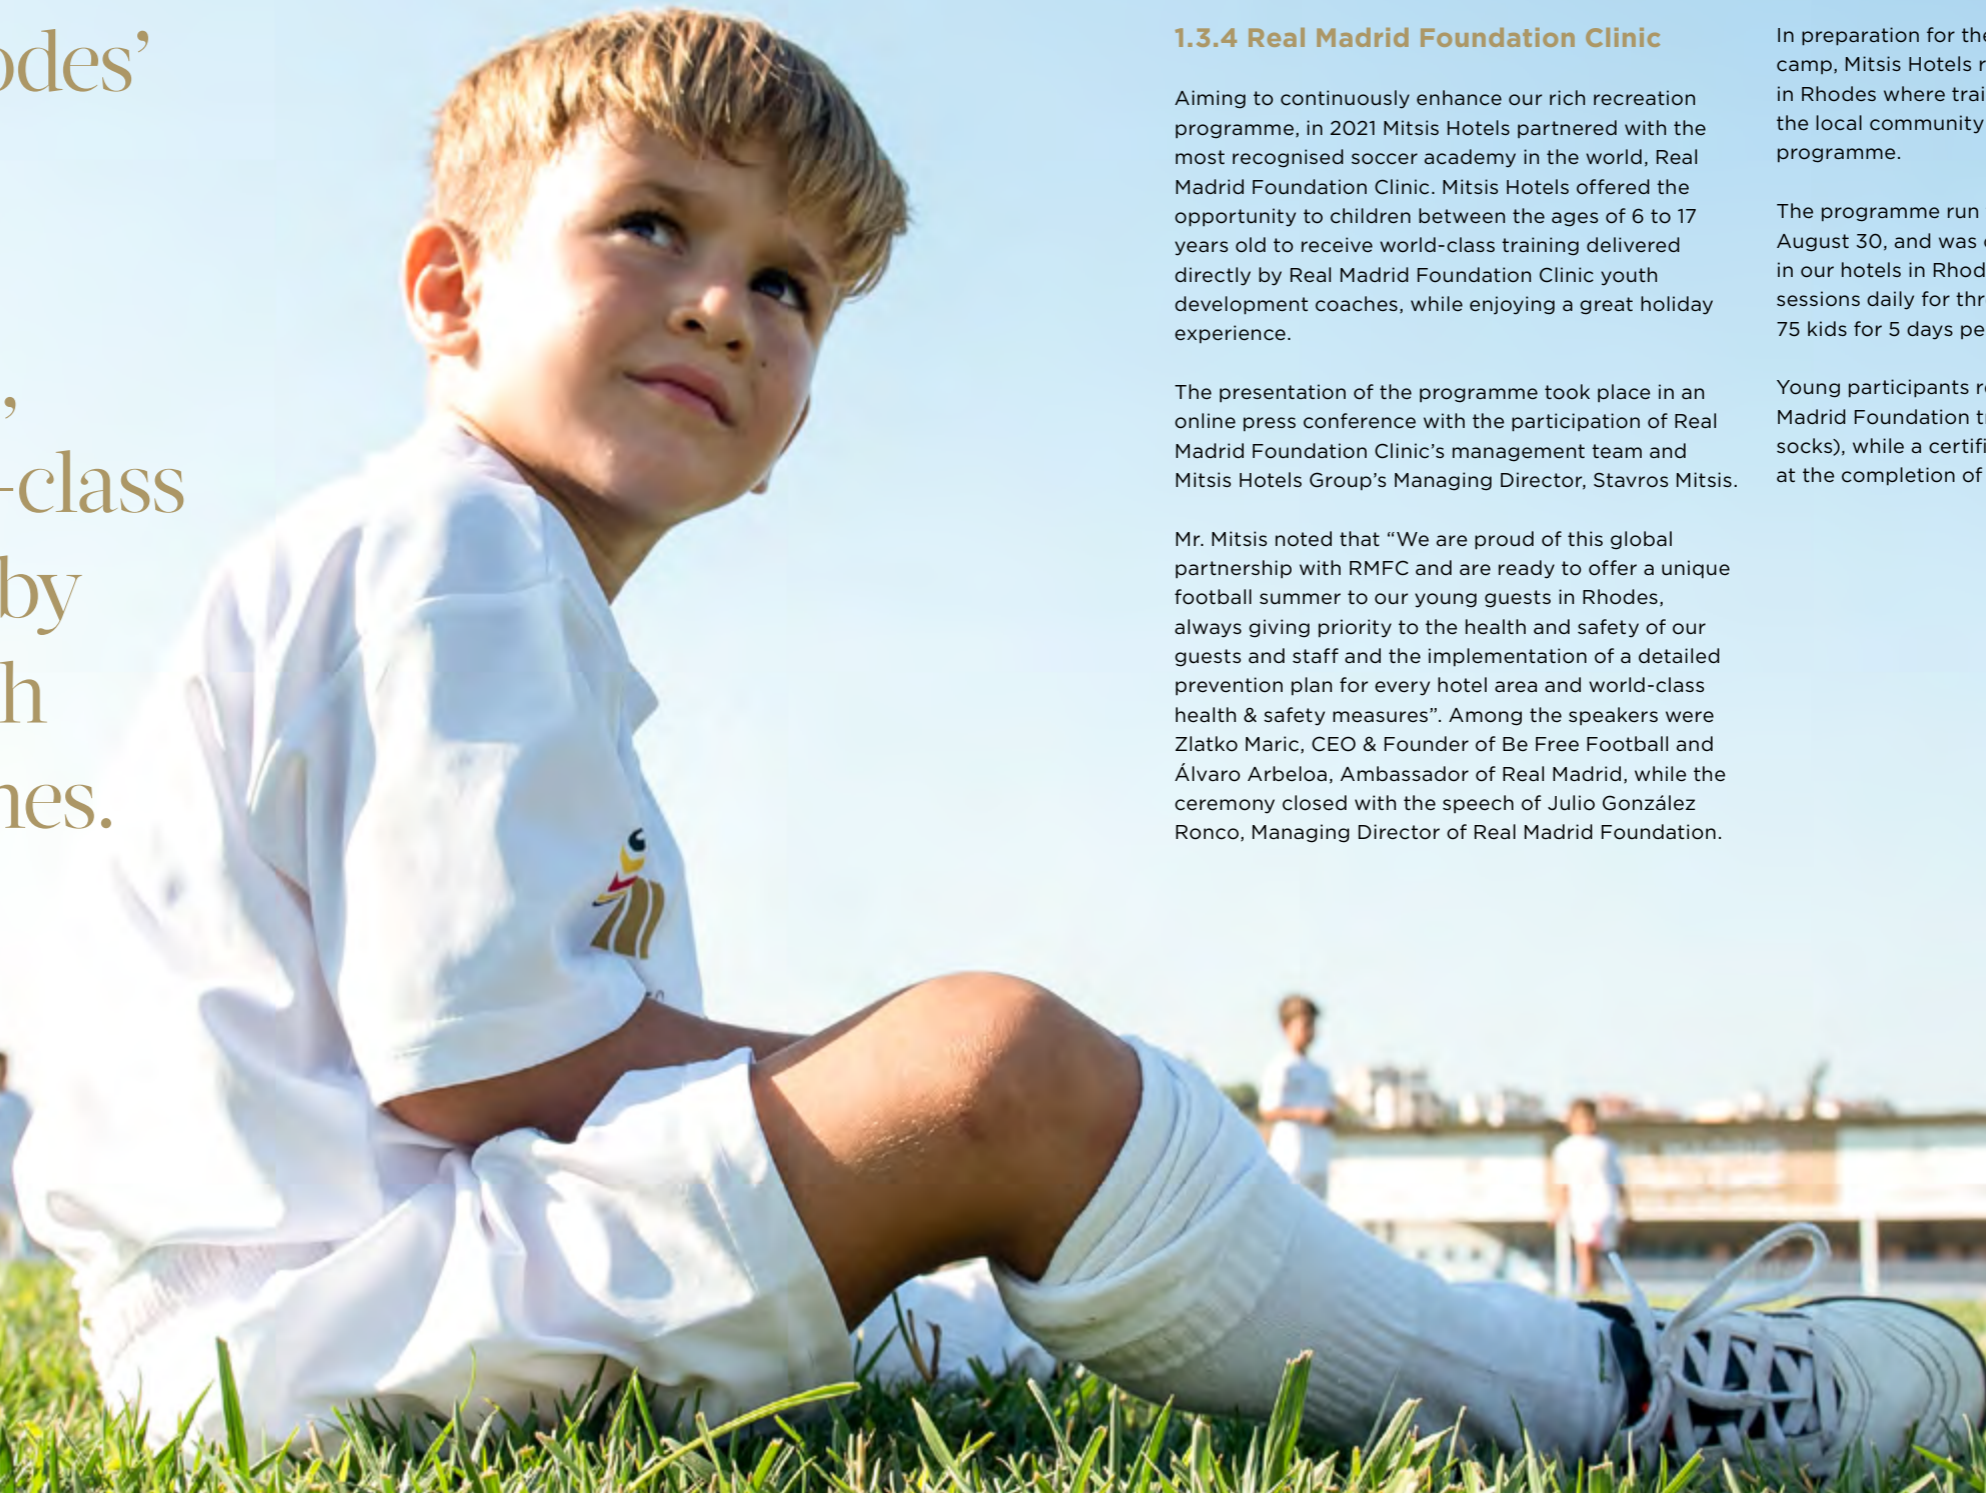 odes’
’
-class
by
h
nes.
1.3.4 Real Madrid Foundation Clinic
Aiming to continuously enhance our rich recreation
programme, in 2021 Mitsis Hotels partnered with the
most recognised soccer academy in the world, Real
Madrid Foundation Clinic. Mitsis Hotels offered the
opportunity to children between the ages of 6 to 17
years old to receive world-class training delivered
directly by Real Madrid Foundation Clinic youth
development coaches, while enjoying a great holiday
experience.
The presentation of the programme took place in an
online press conference with the participation of Real
Madrid Foundation Clinic’s management team and
Mitsis Hotels Group’s Managing Director, Stavros Mitsis.
Mr. Mitsis noted that “We are proud of this global
partnership with RMFC and are ready to offer a unique
football summer to our young guests in Rhodes,
always giving priority to the health and safety of our
guests and staff and the implementation of a detailed
prevention plan for every hotel area and world-class
health & safety measures”. Among the speakers were
Zlatko Maric, CEO & Founder of Be Free Football and
Álvaro Arbeloa, Ambassador of Real Madrid, while the
ceremony closed with the speech of Julio González
Ronco, Managing Director of Real Madrid Foundation.
In preparation for the
camp, Mitsis Hotels r
in Rhodes where trai
the local community
programme.
The programme run
August 30, and was
in our hotels in Rhod
sessions daily for thr
75 kids for 5 days pe
Young participants r
Madrid Foundation t
socks), while a certifi
at the completion of